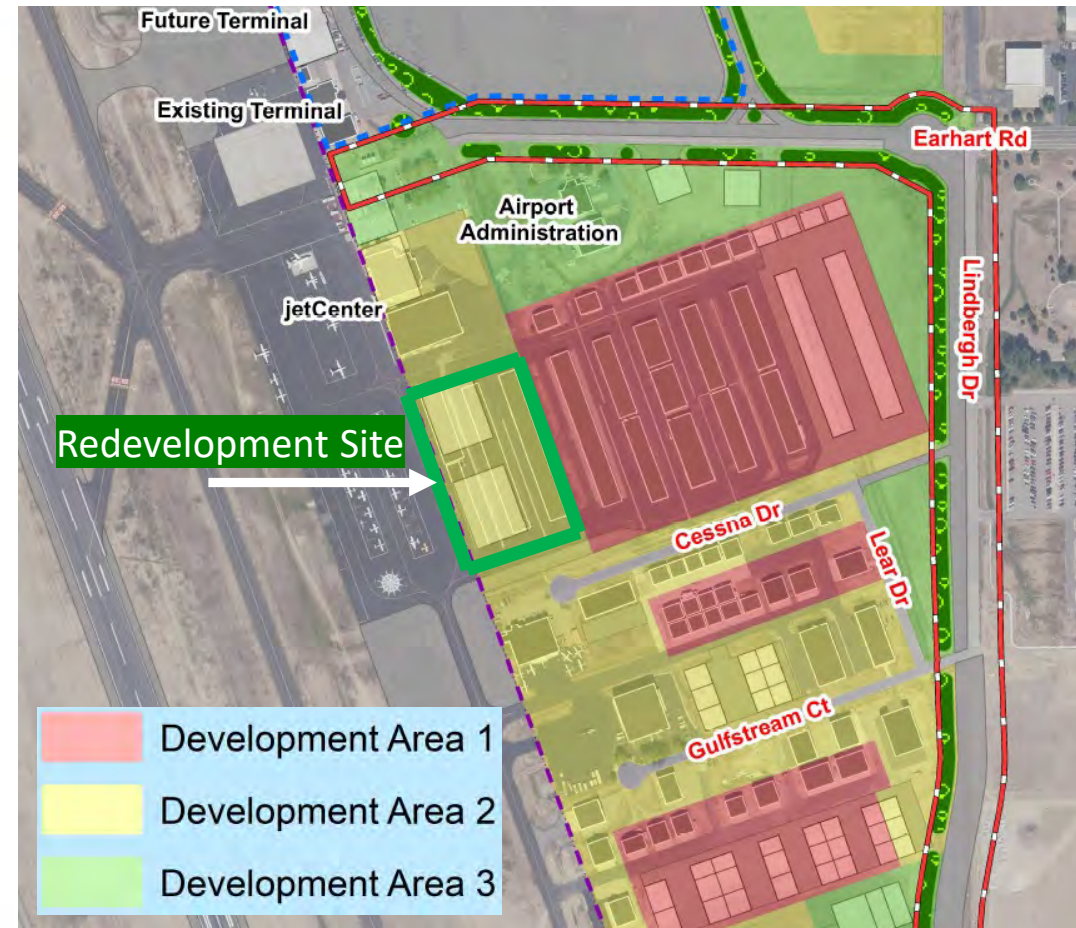 Future Terminal
Existing Terminal
Earhart Rd
Airport
Administration
jetCenter
Lindbergh Dr
Redevelopment Site
Cessna Dr
Lear Dr
Gulfstream Ct
Development Area 1
Development Area 2
Development Area 3